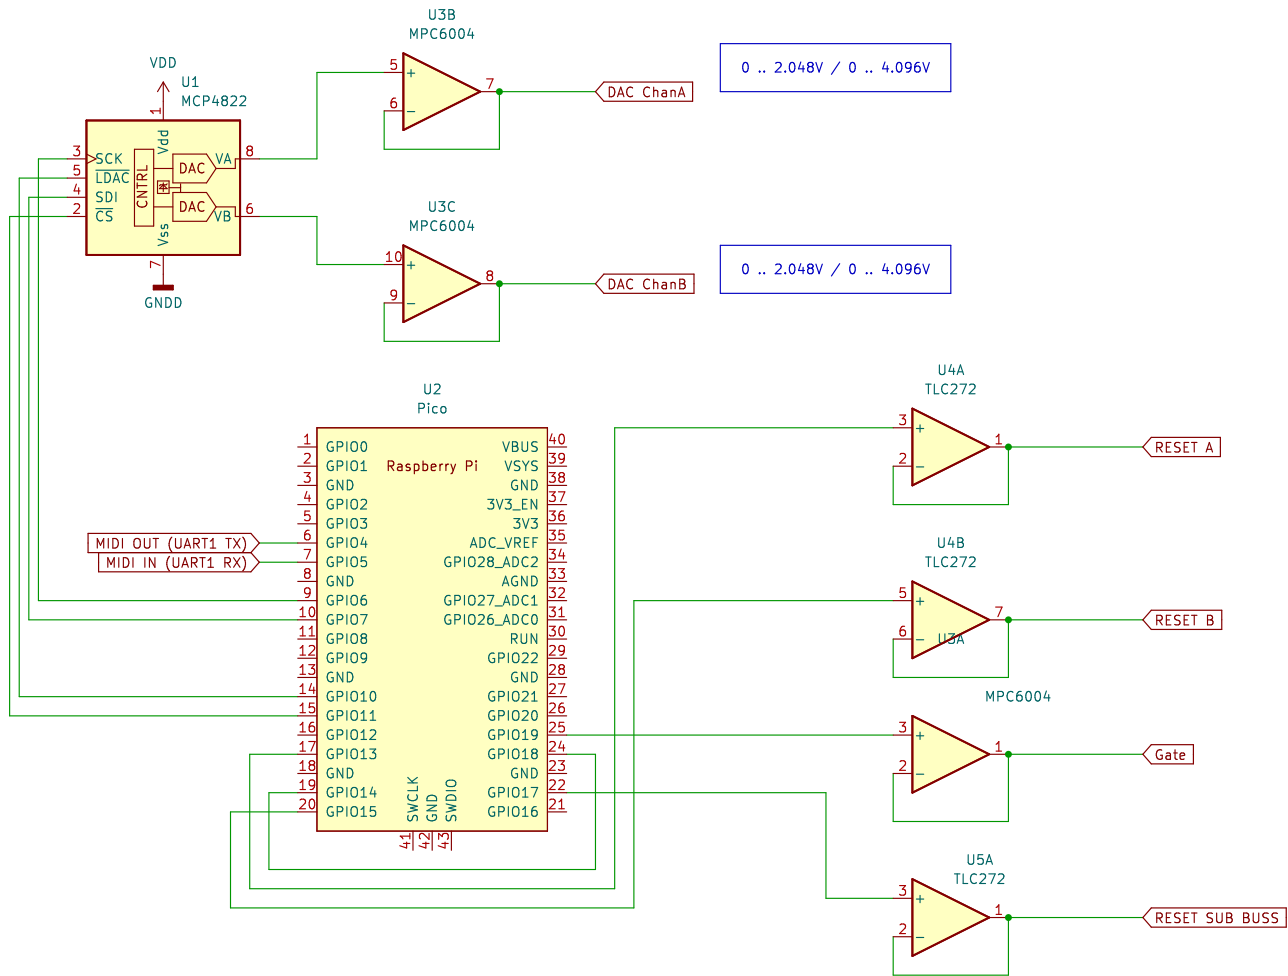 U3B
MPC6004
5
+
6
−
7
DAC ChanA
0 .. 2.048V / 0 .. 4.096V
VDD
U1
MCP4822
1
Vdd
3
SCK
5
LDAC
4
SDI
2
CS
CNTRL
DAC
DAC
VA
8
VB
6
Vss
7
GNDD
U3C
MPC6004
10
+
9
−
8
DAC ChanB
0 .. 2.048V / 0 .. 4.096V
U2
Pico
Raspberry Pi
1 GPIO0
2 GPIO1
3 GND
4 GPIO2
5 GPIO3
MIDI OUT (UART1 TX) 6 GPIO4
MIDI IN (UART1 RX) 7 GPIO5
8 GND
9 GPIO6
10 GPIO7
11 GPIO8
12 GPIO9
13 GND
14 GPIO10
15 GPIO11
16 GPIO12
17 GPIO13
18 GND
19 GPIO14
20 GPIO15
VBUS 40
VSYS 39
GND 38
3V3_EN 37
3V3 36
ADC_VREF 35
GPIO28_ADC2 34
AGND 33
GPIO27_ADC1 32
GPIO26_ADC0 31
RUN 30
GPIO22 29
GND 28
GPIO21 27
GPIO20 26
GPIO19 25
GPIO18 24
GND 23
GPIO17 22
GPIO16 21
SWCLK
41
GND
42
SWDIO
43
U4A
TLC272
3
+
2
−
1
RESET A
U4B
TLC272
5
+
6
−
7
RESET B
U3A
MPC6004
3
+
2
−
1
Gate
U5A
TLC272
3
+
2
−
1
RESET SUB BUSS